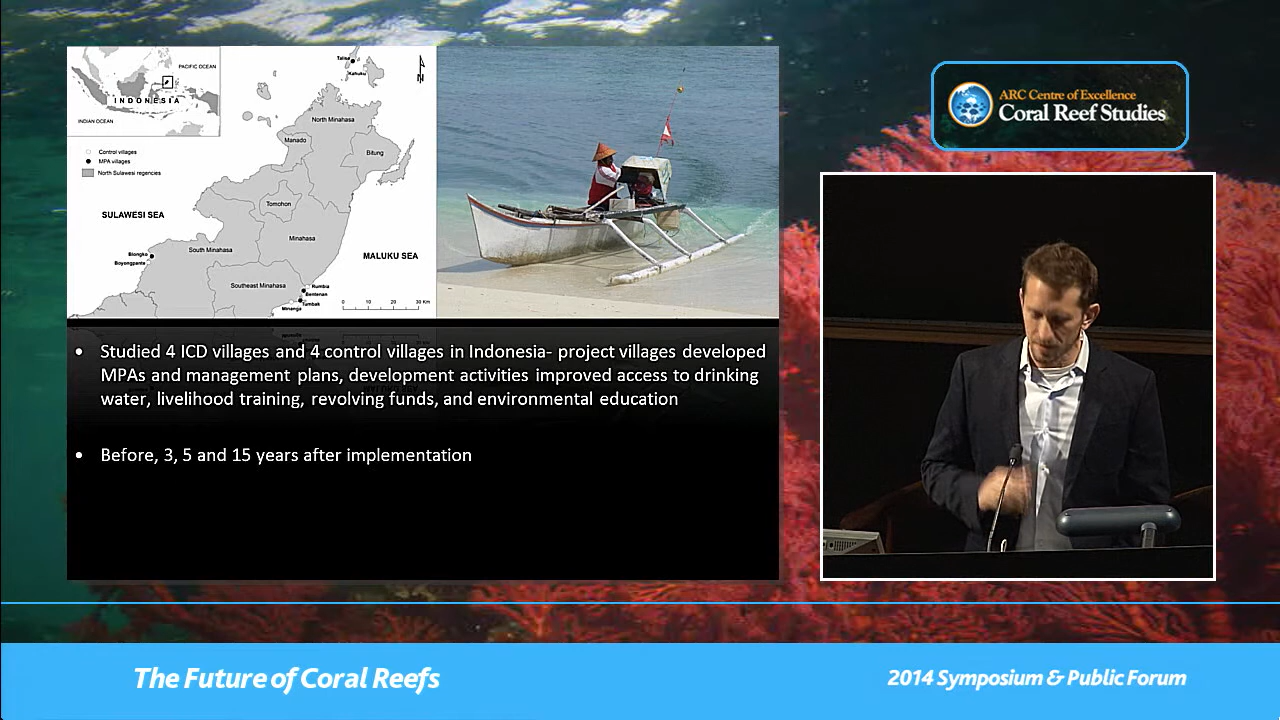 PACIFIC OCEAN
INDONESIA
INDIAN OCEAN
Control villages
MPA villages
North Sulawesi regencies
Talise
Kahuku
N
North Minahasa
Manado
Bitung
SULAWESI SEA
Tomohon
Minahasa
South Minahasa
MALUKU SEA
Blongko
Boyongpante
Southeast Minahasa
Rumbia
Bentenan
Tumbak
Minanga
0 10 20 30 Km
• Studied 4 ICD villages and 4 control villages in Indonesia- project villages developed
MPAs and management plans, development activities improved access to drinking
water, livelihood training, revolving funds, and environmental education
• Before, 3, 5 and 15 years after implementation
ARC Centre of Excellence
Coral Reef Studies
The Future of Coral Reefs
2014 Symposium & Public Forum